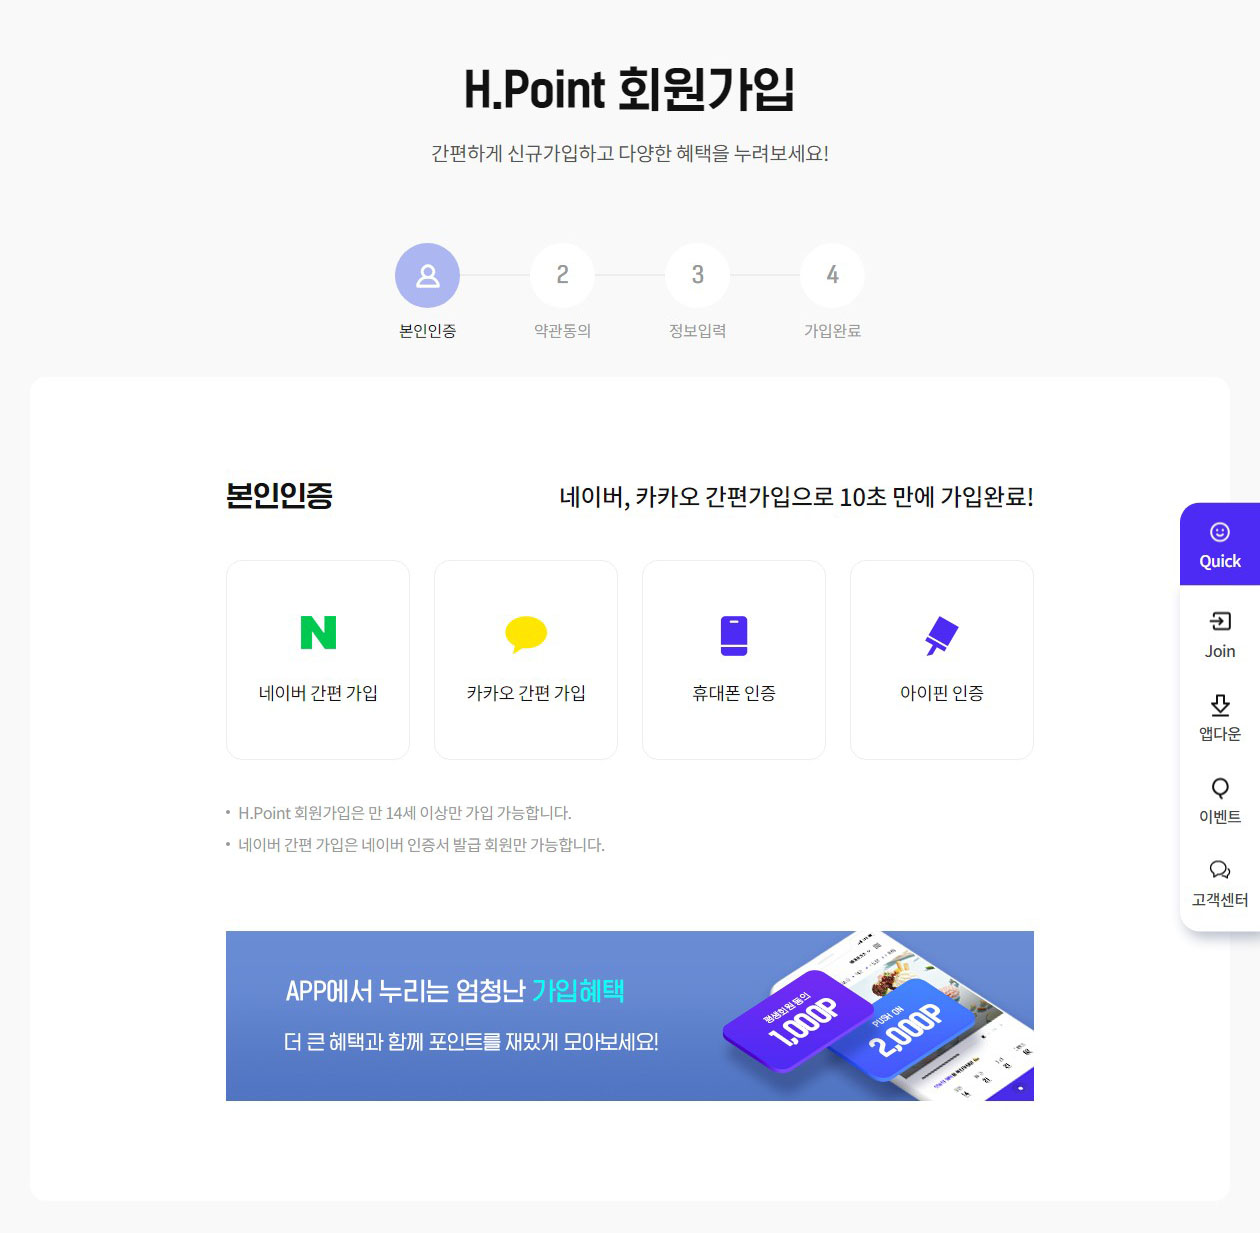 H.Point 회원가입
간편하게 신규가입하고 다양한 혜택을 누려보세요!
2
3
4
본인인증
약관동의
정보입력
가입완료
본인인증
네이버, 카카오 간편가입으로 10초 만에 가입완료!
네이버 간편 가입
카카오 간편 가입
휴대폰 인증
아이핀 인증
• H.Point 회원가입은 만 14세 이상만 가입 가능합니다.
• 네이버 간편 가입은 네이버 인증서 발급 회원만 가능합니다.
APP에서 누리는 엄청난 가입혜택
더 큰 혜택과 함께 포인트를 재밌게 모아보세요!
평생회원 동의
1,000P
PUSH ON
2,000P
Quick
Join
앱다운
이벤트
고객센터